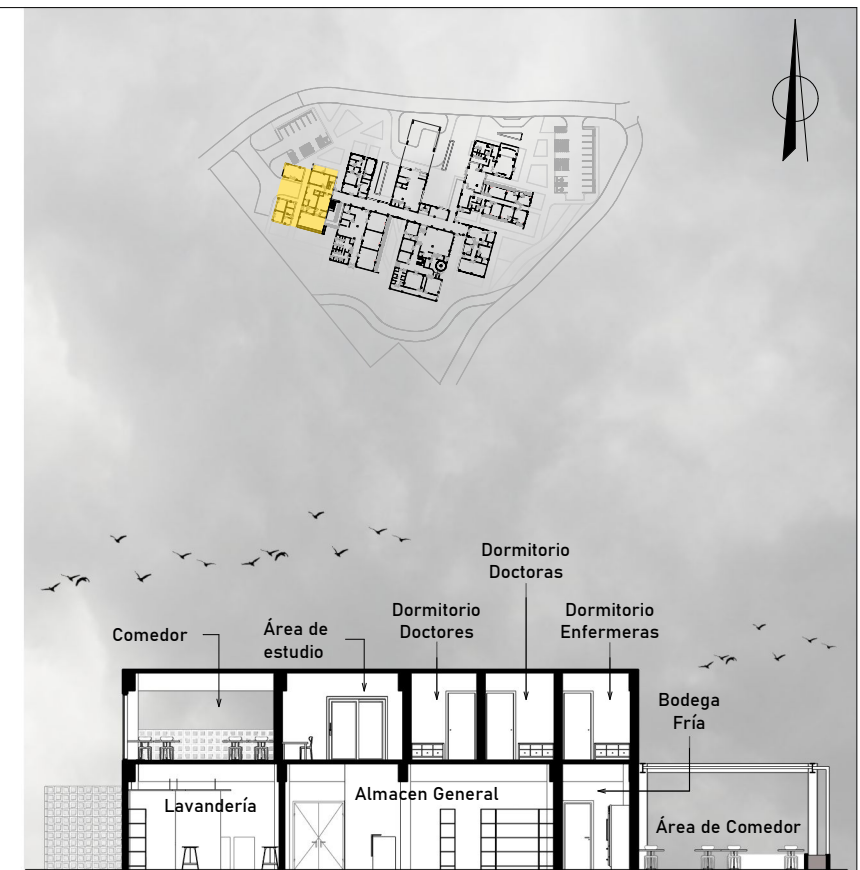 Dormitorio
Doctoras
Dormitorio
Doctores
Dormitorio
Enfermeras
Comedor
Área de
estudio
Bodega
Fría
Lavandería
Almacen General
Área de Comedor